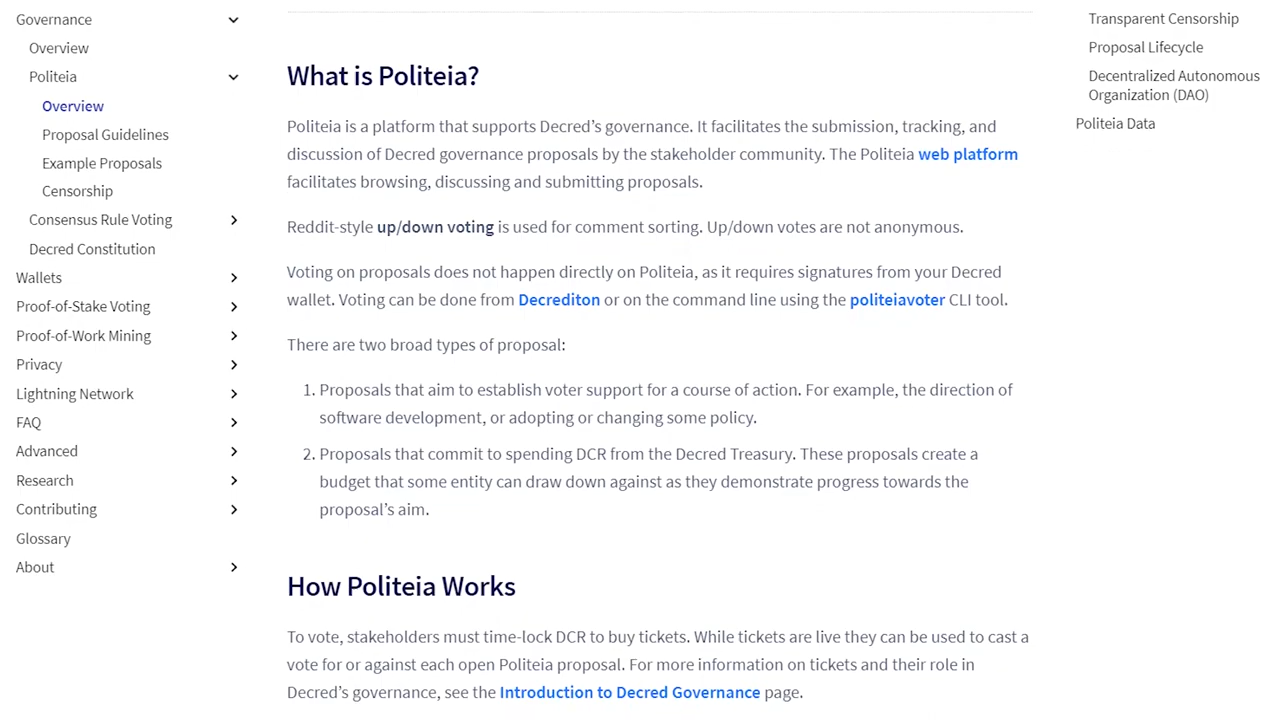 Governance
Overview
Politeia
Overview
Proposal Guidelines
Example Proposals
Censorship
Consensus Rule Voting
Decred Constitution
Wallets
Proof-of-Stake Voting
Proof-of-Work Mining
Privacy
Lightning Network
FAQ
Advanced
Research
Contributing
Glossary
About
What is Politeia?
Politeia is a platform that supports Decred’s governance. It facilitates the submission, tracking, and
discussion of Decred governance proposals by the stakeholder community. The Politeia web platform
facilitates browsing, discussing and submitting proposals.
Reddit-style up/down voting is used for comment sorting. Up/down votes are not anonymous.
Voting on proposals does not happen directly on Politeia, as it requires signatures from your Decred
wallet. Voting can be done from Decrediton or on the command line using the politeiavoter CLI tool.
There are two broad types of proposal:
1. Proposals that aim to establish voter support for a course of action. For example, the direction of
software development, or adopting or changing some policy.
2. Proposals that commit to spending DCR from the Decred Treasury. These proposals create a
budget that some entity can draw down against as they demonstrate progress towards the
proposal’s aim.
How Politeia Works
To vote, stakeholders must time-lock DCR to buy tickets. While tickets are live they can be used to cast a
vote for or against each open Politeia proposal. For more information on tickets and their role in
Decred’s governance, see the Introduction to Decred Governance page.
Transparent Censorship
Proposal Lifecycle
Decentralized Autonomous
Organization (DAO)
Politeia Data